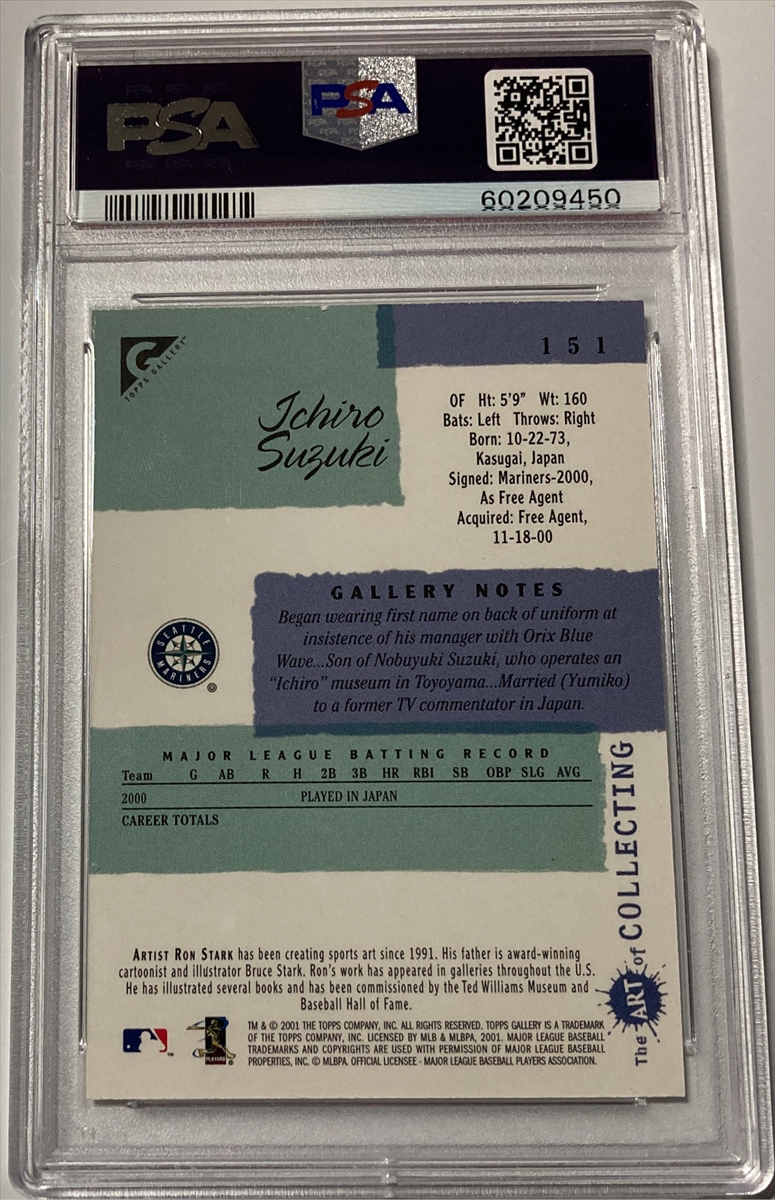 PSA
PSA
60209450
G
TOPPS GALLERY™
151
Ichiro
Suzuki
OF Ht: 5'9" Wt: 160
Bats: Left Throws: Right
Born: 10-22-73,
Kasugai, Japan
Signed: Mariners-2000,
As Free Agent
Acquired: Free Agent,
11-18-00
GALLERY NOTES
Began wearing first name on back of uniform at
insistence of his manager with Orix Blue
Wave...Son of Nobuyuki Suzuki, who operates an
"Ichiro" museum in Toyoyama...Married (Yumiko)
to a former TV commentator in Japan.
SEATTLE
MARINERS
®
MAJOR LEAGUE BATTING RECORD
Team G AB R H 2B 3B HR RBI SB OBP SLG AVG
2000 PLAYED IN JAPAN
CAREER TOTALS
The ART of COLLECTING
ARTIST RON STARK has been creating sports art since 1991. His father is award-winning
cartoonist and illustrator Bruce Stark. Ron's work has appeared in galleries throughout the U.S.
He has illustrated several books and has been commissioned by the Ted Williams Museum and
Baseball Hall of Fame.
TM & © 2001 THE TOPPS COMPANY, INC. ALL RIGHTS RESERVED. TOPPS GALLERY IS A TRADEMARK
OF THE TOPPS COMPANY, INC. LICENSED BY MLB & MLBPA, 2001. MAJOR LEAGUE BASEBALL
TRADEMARKS AND COPYRIGHTS ARE USED WITH PERMISSION OF MAJOR LEAGUE BASEBALL
PROPERTIES, INC. © MLBPA. OFFICIAL LICENSEE - MAJOR LEAGUE BASEBALL PLAYERS ASSOCIATION.
PLAYERS